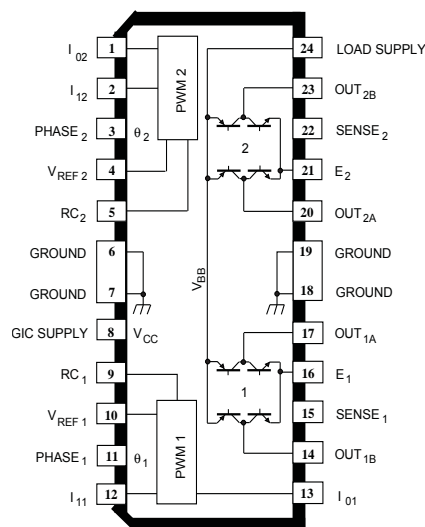 I02 1 24 LOAD SUPPLY
I12 2 PWM 2 23 OUT2B
PHASE2 3 θ2 22 SENSE2
2
VREF 2 4 21 E2
RC2 5 20 OUT2A
GROUND 6 19 GROUND
VBB
GROUND 7 18 GROUND
GIC SUPPLY 8 VCC 17 OUT1A
RC1 9 16 E1
1
VREF 1 10 15 SENSE1
PHASE1 11 θ1 PWM 1 14 OUT1B
I11 12 13 I01